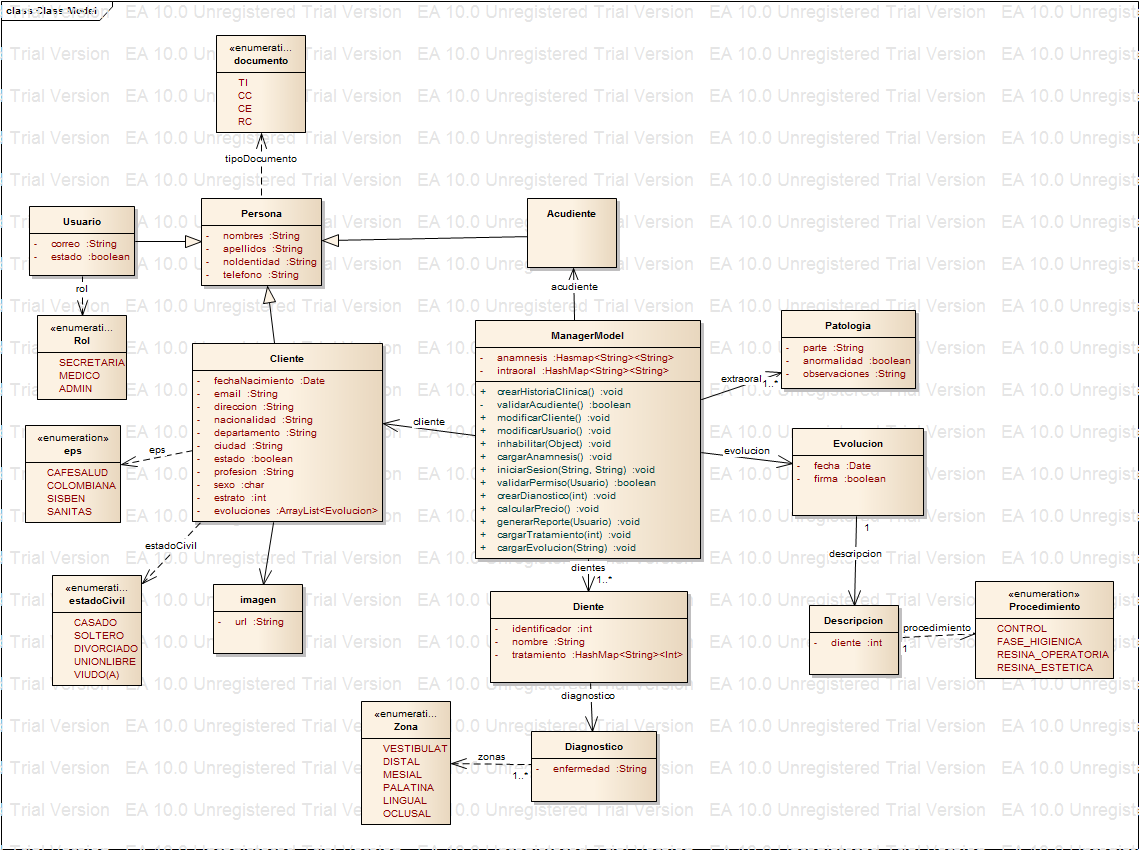 class Class Model
EA 10.0 Unregistered Trial Version
«enumerati...
documento
TI
CC
CE
RC
tipoDocumento
Usuario
- correo :String
- estado :boolean
Persona
- nombres :String
- apellidos :String
- noIdentidad :String
- telefono :String
Acudiente
rol
acudiente
«enumerati...
Rol
SECRETARIA
MEDICO
ADMIN
Cliente
- fechaNacimiento :Date
- email :String
- direccion :String
- nacionalidad :String
- departamento :String
- ciudad :String
- estado :boolean
- profesion :String
- sexo :char
- estrato :int
- evoluciones :ArrayList<Evolucion>
cliente
ManagerModel
- anamnesis :Hasmap<String><String>
- intraoral :HashMap<String><String>
+ crearHistoriaClinica() :void
- validarAcudiente() :boolean
+ modificarCliente() :void
+ modificarUsuario() :void
+ inhabilitar(Object) :void
+ cargarAnamnesis() :void
+ iniciarSesion(String, String) :void
+ validarPermiso(Usuario) :boolean
+ crearDianostico(int) :void
+ calcularPrecio() :void
+ generarReporte(Usuario) :void
+ cargarTratamiento(int) :void
+ cargarEvolucion(String) :void
extraoral
1..*
Patologia
- parte :String
- anormalidad :boolean
- observaciones :String
evolucion
Evolucion
- fecha :Date
- firma :boolean
eps
«enumeration»
eps
CAFESALUD
COLOMBIANA
SISBEN
SANITAS
estadoCivil
«enumerati...
estadoCivil
CASADO
SOLTERO
DIVORCIADO
UNIONLIBRE
VIUDO(A)
imagen
- url :String
dientes
1..*
Diente
- identificador :int
- nombre :String
- tratamiento :HashMap<String><Int>
1
descripcion
Descripcion
- diente :int
procedimiento
1
«enumeration»
Procedimiento
CONTROL
FASE_HIGIENICA
RESINA_OPERATORIA
RESINA_ESTETICA
diagnostico
«enumerati...
Zona
VESTIBULAT
DISTAL
MESIAL
PALATINA
LINGUAL
OCLUSAL
zonas
1..*
Diagnostico
- enfermedad :String